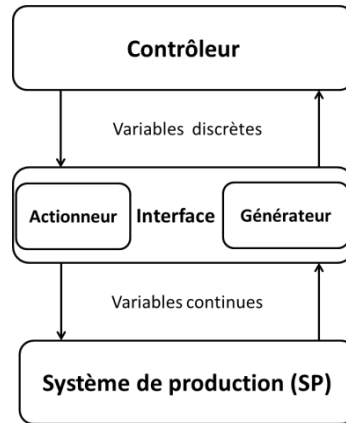 Contrôleur
Variables discrètes
Actionneur Interface Générateur
Variables continues
Système de production (SP)